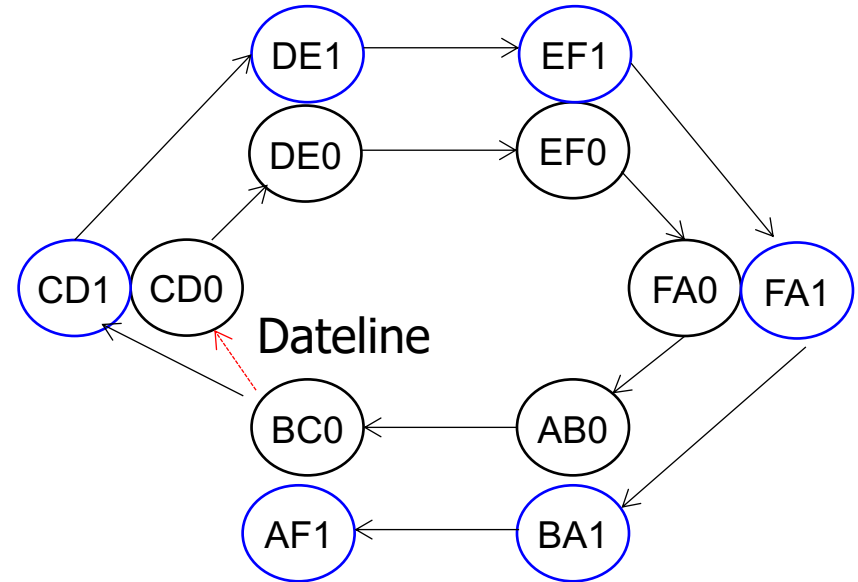 DE1 EF1
DE0 EF0
CD1 CD0 FA0 FA1
Dateline
BC0 AB0
AF1 BA1